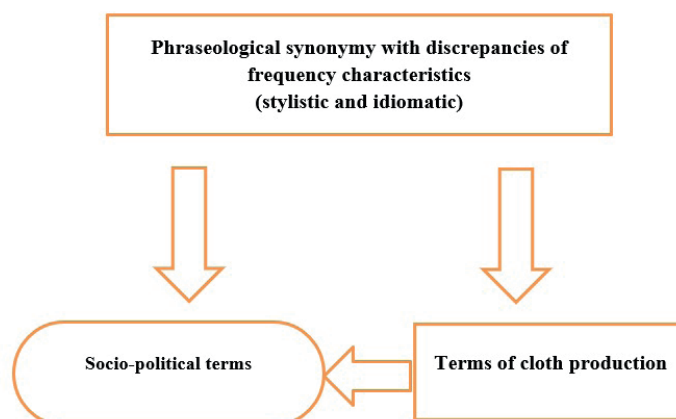 Phraseological synonymy with discrepancies of
frequency characteristics
(stylistic and idiomatic)
Socio-political terms
Terms of cloth production